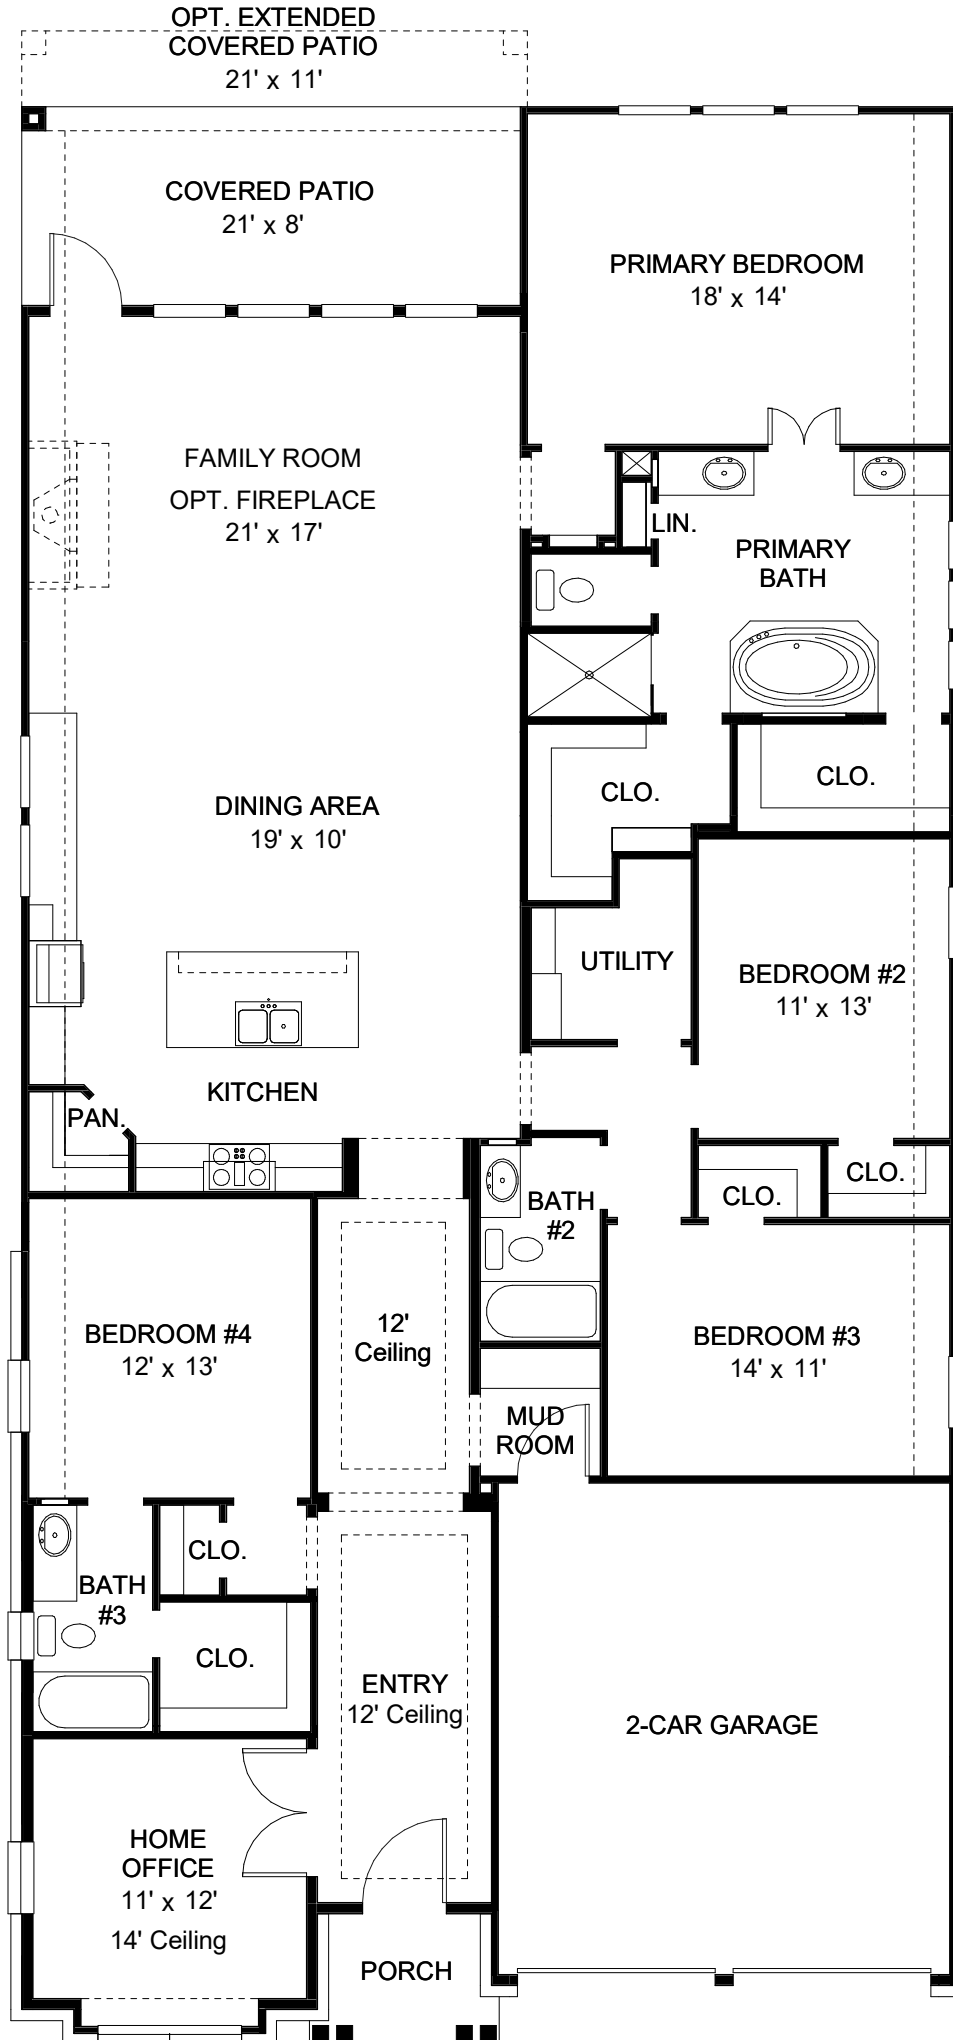 OPT. EXTENDED
COVERED PATIO
21' x 11'
COVERED PATIO
21' x 8'
PRIMARY BEDROOM
18' x 14'
FAMILY ROOM
OPT. FIREPLACE
21' x 17'
LIN.
PRIMARY
BATH
DINING AREA
19' x 10'
CLO.
CLO.
UTILITY
BEDROOM #2
11' x 13'
KITCHEN
PAN.
BATH
#2
CLO.
CLO.
BEDROOM #4
12' x 13'
12'
Ceiling
BEDROOM #3
14' x 11'
MUD
ROOM
CLO.
BATH
#3
CLO.
ENTRY
12' Ceiling
2-CAR GARAGE
HOME
OFFICE
11' x 12'
14' Ceiling
PORCH